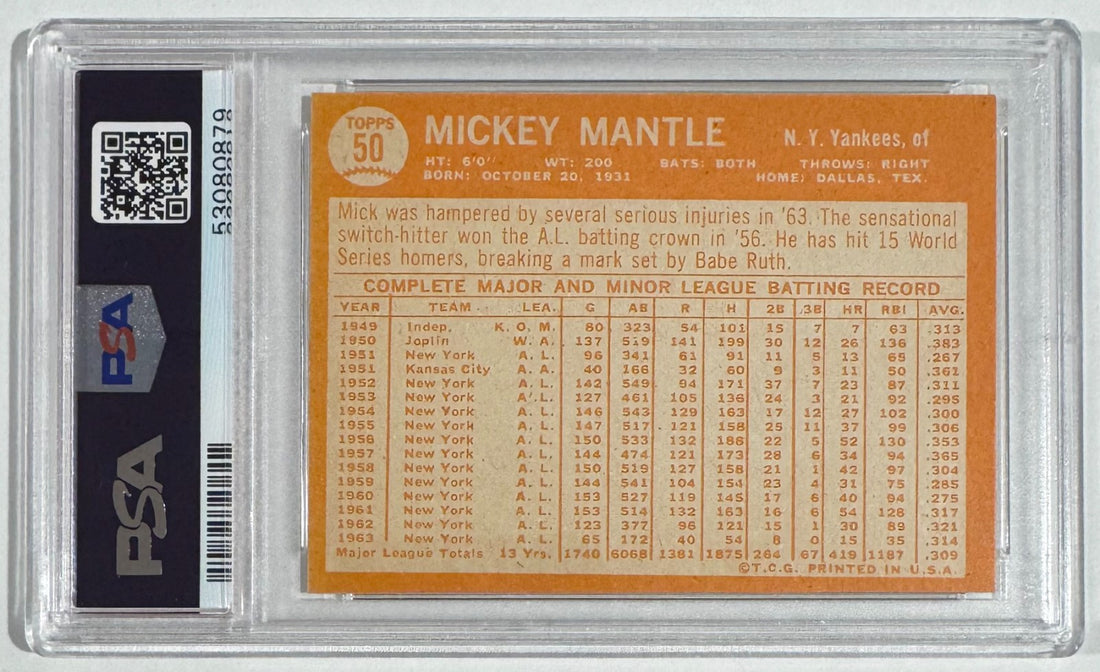 53080879
PSA
PSA
TOPPS
50
MICKEY MANTLE N. Y. Yankees, of
HT: 6'0" WT: 200 BATS: BOTH THROWS: RIGHT
BORN: OCTOBER 20, 1931 HOME: DALLAS, TEX.
Mick was hampered by several serious injuries in '63. The sensational
switch-hitter won the A.L. batting crown in '56. He has hit 15 World
Series homers, breaking a mark set by Babe Ruth.
COMPLETE MAJOR AND MINOR LEAGUE BATTING RECORD
YEAR TEAM LEA. G AB R H 2B 3B HR RBI AVG.
1949 Indep. K. O. M. 80 323 54 101 15 7 7 63 .313
1950 Joplin W. A. 137 519 141 199 30 12 26 136 .383
1951 New York A. L. 96 341 61 91 11 5 13 65 .267
1951 Kansas City A. A. 40 166 32 60 9 3 11 50 .361
1952 New York A. L. 142 549 94 171 37 7 23 87 .311
1953 New York A. L. 127 461 105 136 24 3 21 92 .295
1954 New York A. L. 146 543 129 163 17 12 27 102 .300
1955 New York A. L. 147 517 121 158 25 11 37 99 .306
1956 New York A. L. 150 533 132 188 22 5 52 130 .353
1957 New York A. L. 144 474 121 173 28 6 34 94 .365
1958 New York A. L. 150 519 127 158 21 1 42 97 .304
1959 New York A. L. 144 541 104 154 23 4 31 75 .285
1960 New York A. L. 153 527 119 145 17 6 40 94 .275
1961 New York A. L. 153 514 132 163 16 6 54 128 .317
1962 New York A. L. 123 377 96 121 15 1 30 89 .321
1963 New York A. L. 65 172 40 54 8 0 15 35 .314
Major League Totals 13 Yrs. 1740 6068 1381 1875 264 67 419 1187 .309
©T.C.G. PRINTED IN U.S.A.